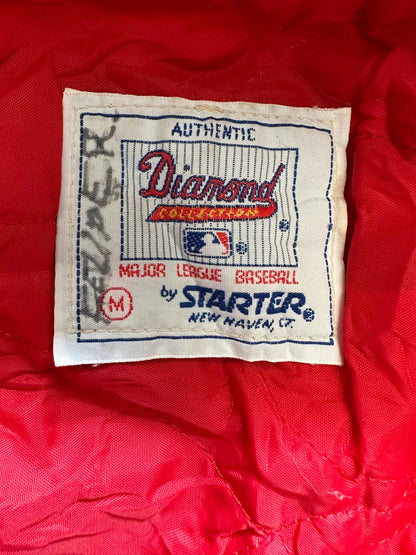 AUTHENTIC
Diamond
COLLECTION ®
MAJOR LEAGUE BASEBALL
M
by STARTER®
NEW HAVEN, CT.